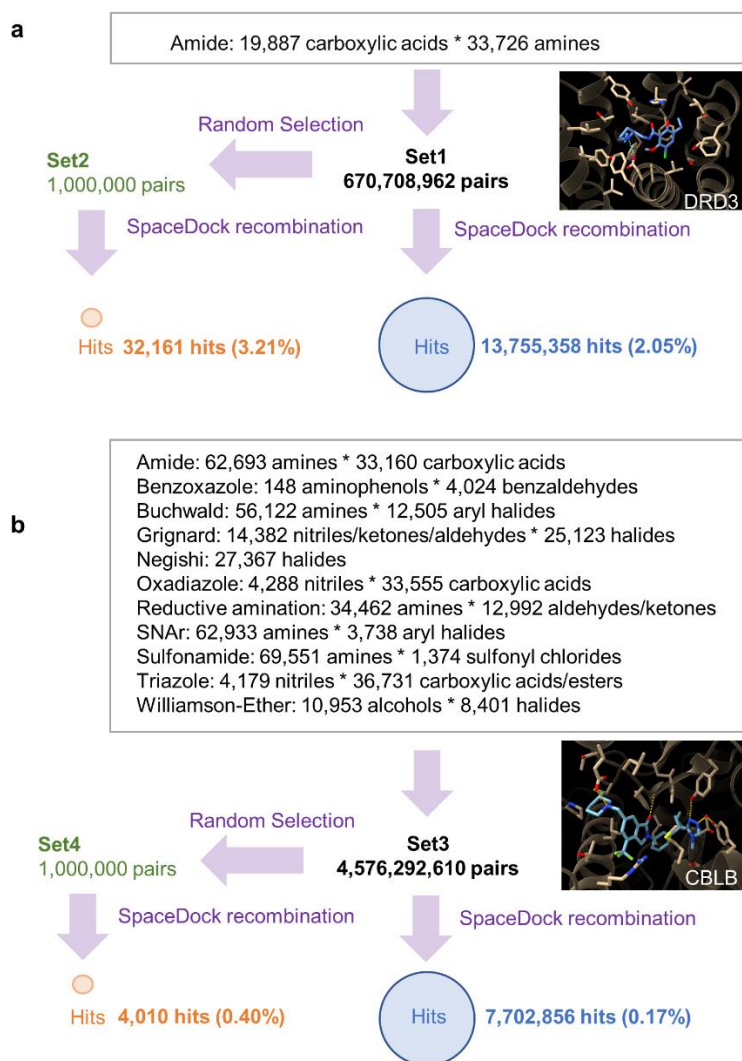 a
Amide: 19,887 carboxylic acids * 33,726 amines
Random Selection
Set2
1,000,000 pairs
Set1
670,708,962 pairs
DRD3
SpaceDock recombination
SpaceDock recombination
Hits 32,161 hits (3.21%)
Hits
13,755,358 hits (2.05%)
b
Amide: 62,693 amines * 33,160 carboxylic acids
Benzoxazole: 148 aminophenols * 4,024 benzaldehydes
Buchwald: 56,122 amines * 12,505 aryl halides
Grignard: 14,382 nitriles/ketones/aldehydes * 25,123 halides
Negishi: 27,367 halides
Oxadiazole: 4,288 nitriles * 33,555 carboxylic acids
Reductive amination: 34,462 amines * 12,992 aldehydes/ketones
SNAr: 62,933 amines * 3,738 aryl halides
Sulfonamide: 69,551 amines * 1,374 sulfonyl chlorides
Triazole: 4,179 nitriles * 36,731 carboxylic acids/esters
Williamson-Ether: 10,953 alcohols * 8,401 halides
Random Selection
Set4
1,000,000 pairs
Set3
4,576,292,610 pairs
CBLB
SpaceDock recombination
SpaceDock recombination
Hits 4,010 hits (0.40%)
Hits
7,702,856 hits (0.17%)